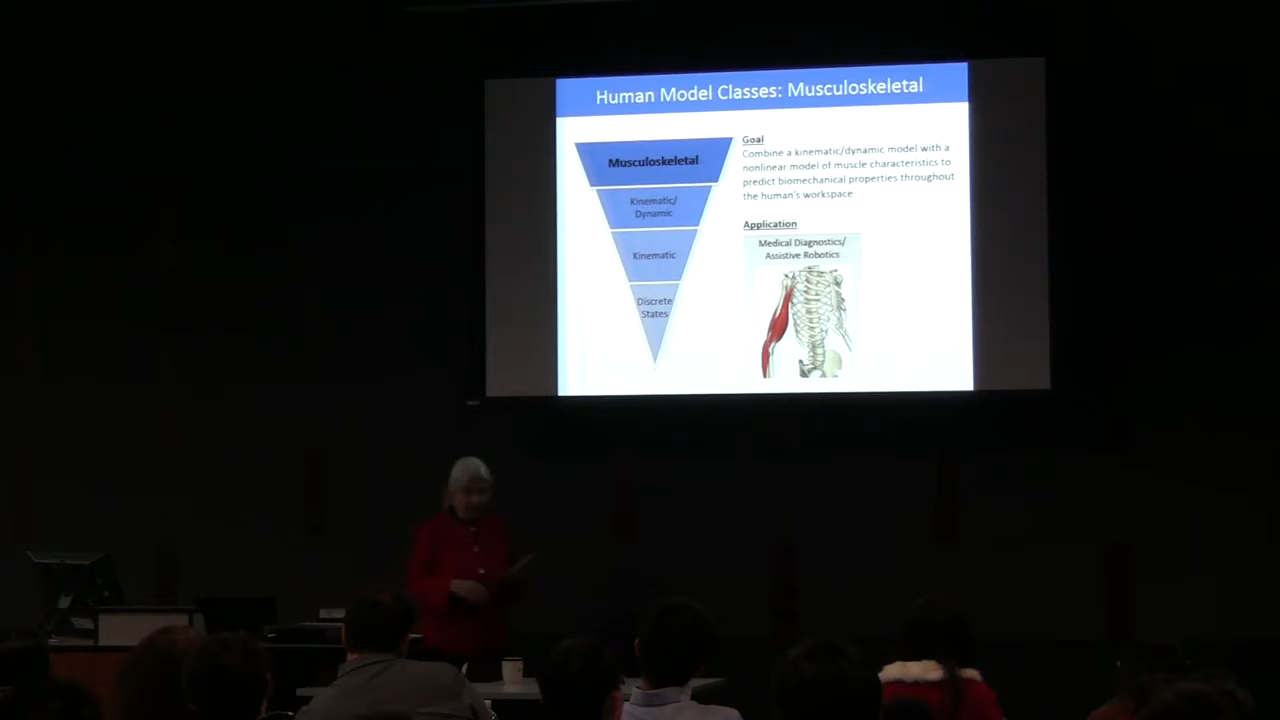 Human Model Classes: Musculoskeletal
Musculoskeletal
Kinematic/
Dynamic
Kinematic
Discrete
States
Goal
Combine a kinematic/dynamic model with a
nonlinear model of muscle characteristics to
predict biomechanical properties throughout
the human's workspace
Application
Medical Diagnostics/
Assistive Robotics